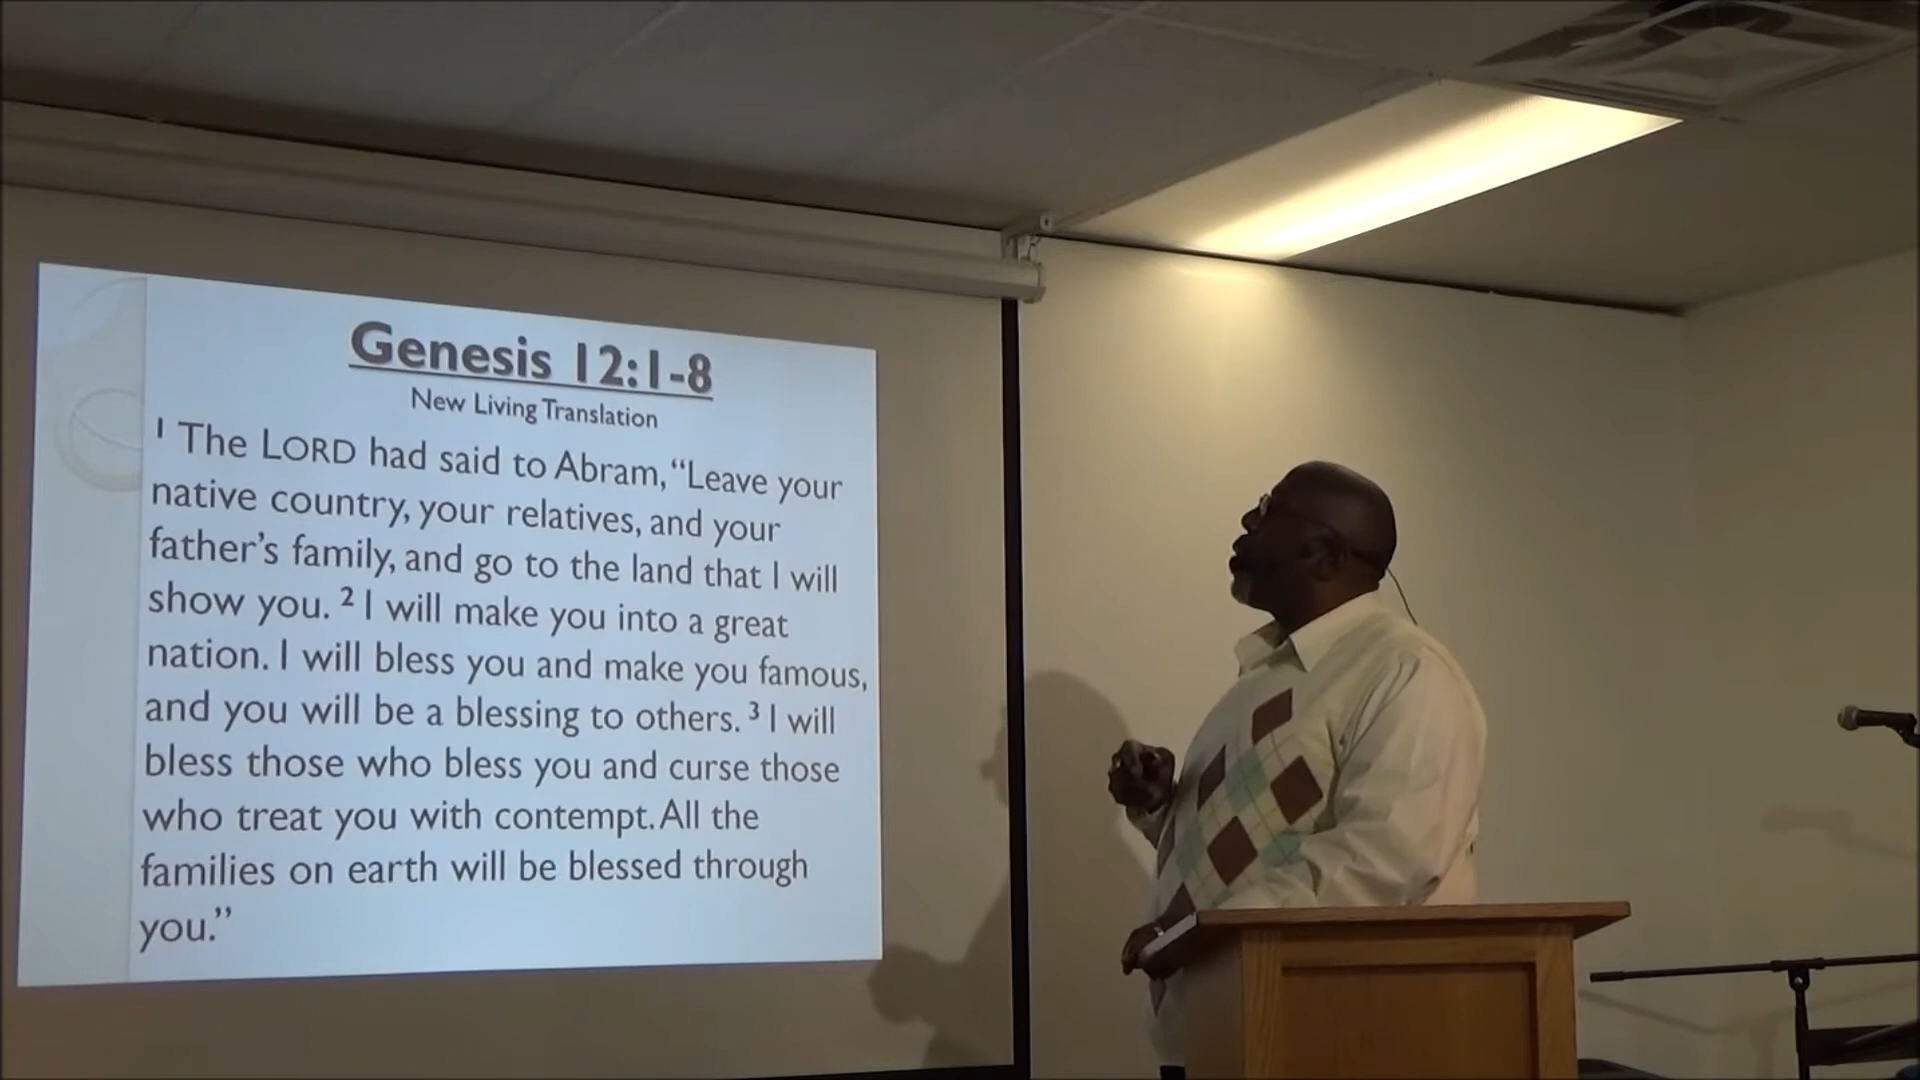 Genesis 12:1-8
New Living Translation
1 The LORD had said to Abram, “Leave your
native country, your relatives, and your
father’s family, and go to the land that I will
show you. 2 I will make you into a great
nation. I will bless you and make you famous,
and you will be a blessing to others. 3 I will
bless those who bless you and curse those
who treat you with contempt. All the
families on earth will be blessed through
you.”